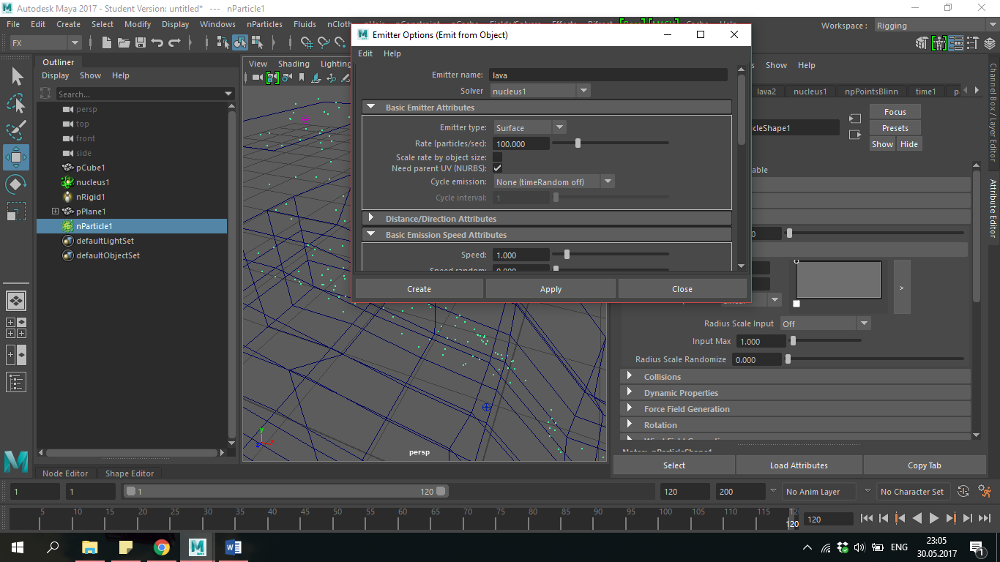 Autodesk Maya 2017 - Student Version: untitled* --- nParticle1
File Edit Create Select Modify Display Windows nParticles Fluids nCloth
Cache Help
Workspace : Rigging
FX
Outliner
Display Show Help
Search...
persp
top
front
side
pCube1
nucleus1
nRigid1
pPlane1
nParticle1
defaultLightSet
defaultObjectSet
View Shading Lighting
persp
Emitter Options (Emit from Object)
Edit Help
Emitter name: lava
Solver nucleus1
Basic Emitter Attributes
Emitter type: Surface
Rate (particles/sec): 100.000
Scale rate by object size:
Need parent UV (NURBS):
Cycle emission: None (timeRandom off)
Cycle interval: 1
Distance/Direction Attributes
Basic Emission Speed Attributes
Speed: 1.000
Speed random: 0.000
Create Apply Close
Show Help
lava2 nucleus1 npPointsBlinn time1 p
cleShape1
Focus
Presets
Show Hide
able
0
Radius Scale Input Off
Input Max 1.000
Radius Scale Randomize 0.000
Collisions
Dynamic Properties
Force Field Generation
Rotation
Notes: nParticleShape1
Select Load Attributes Copy Tab
Channel Box / Layer Editor
Attribute Editor
Node Editor Shape Editor
1 1 1 120 120 200 No Anim Layer No Character Set
5 10 15 20 25 30 35 40 45 50 55 60 65 70 75 80 85 90 95 100 105 110 115 12
120 120
ENG
23:05
30.05.2017
1